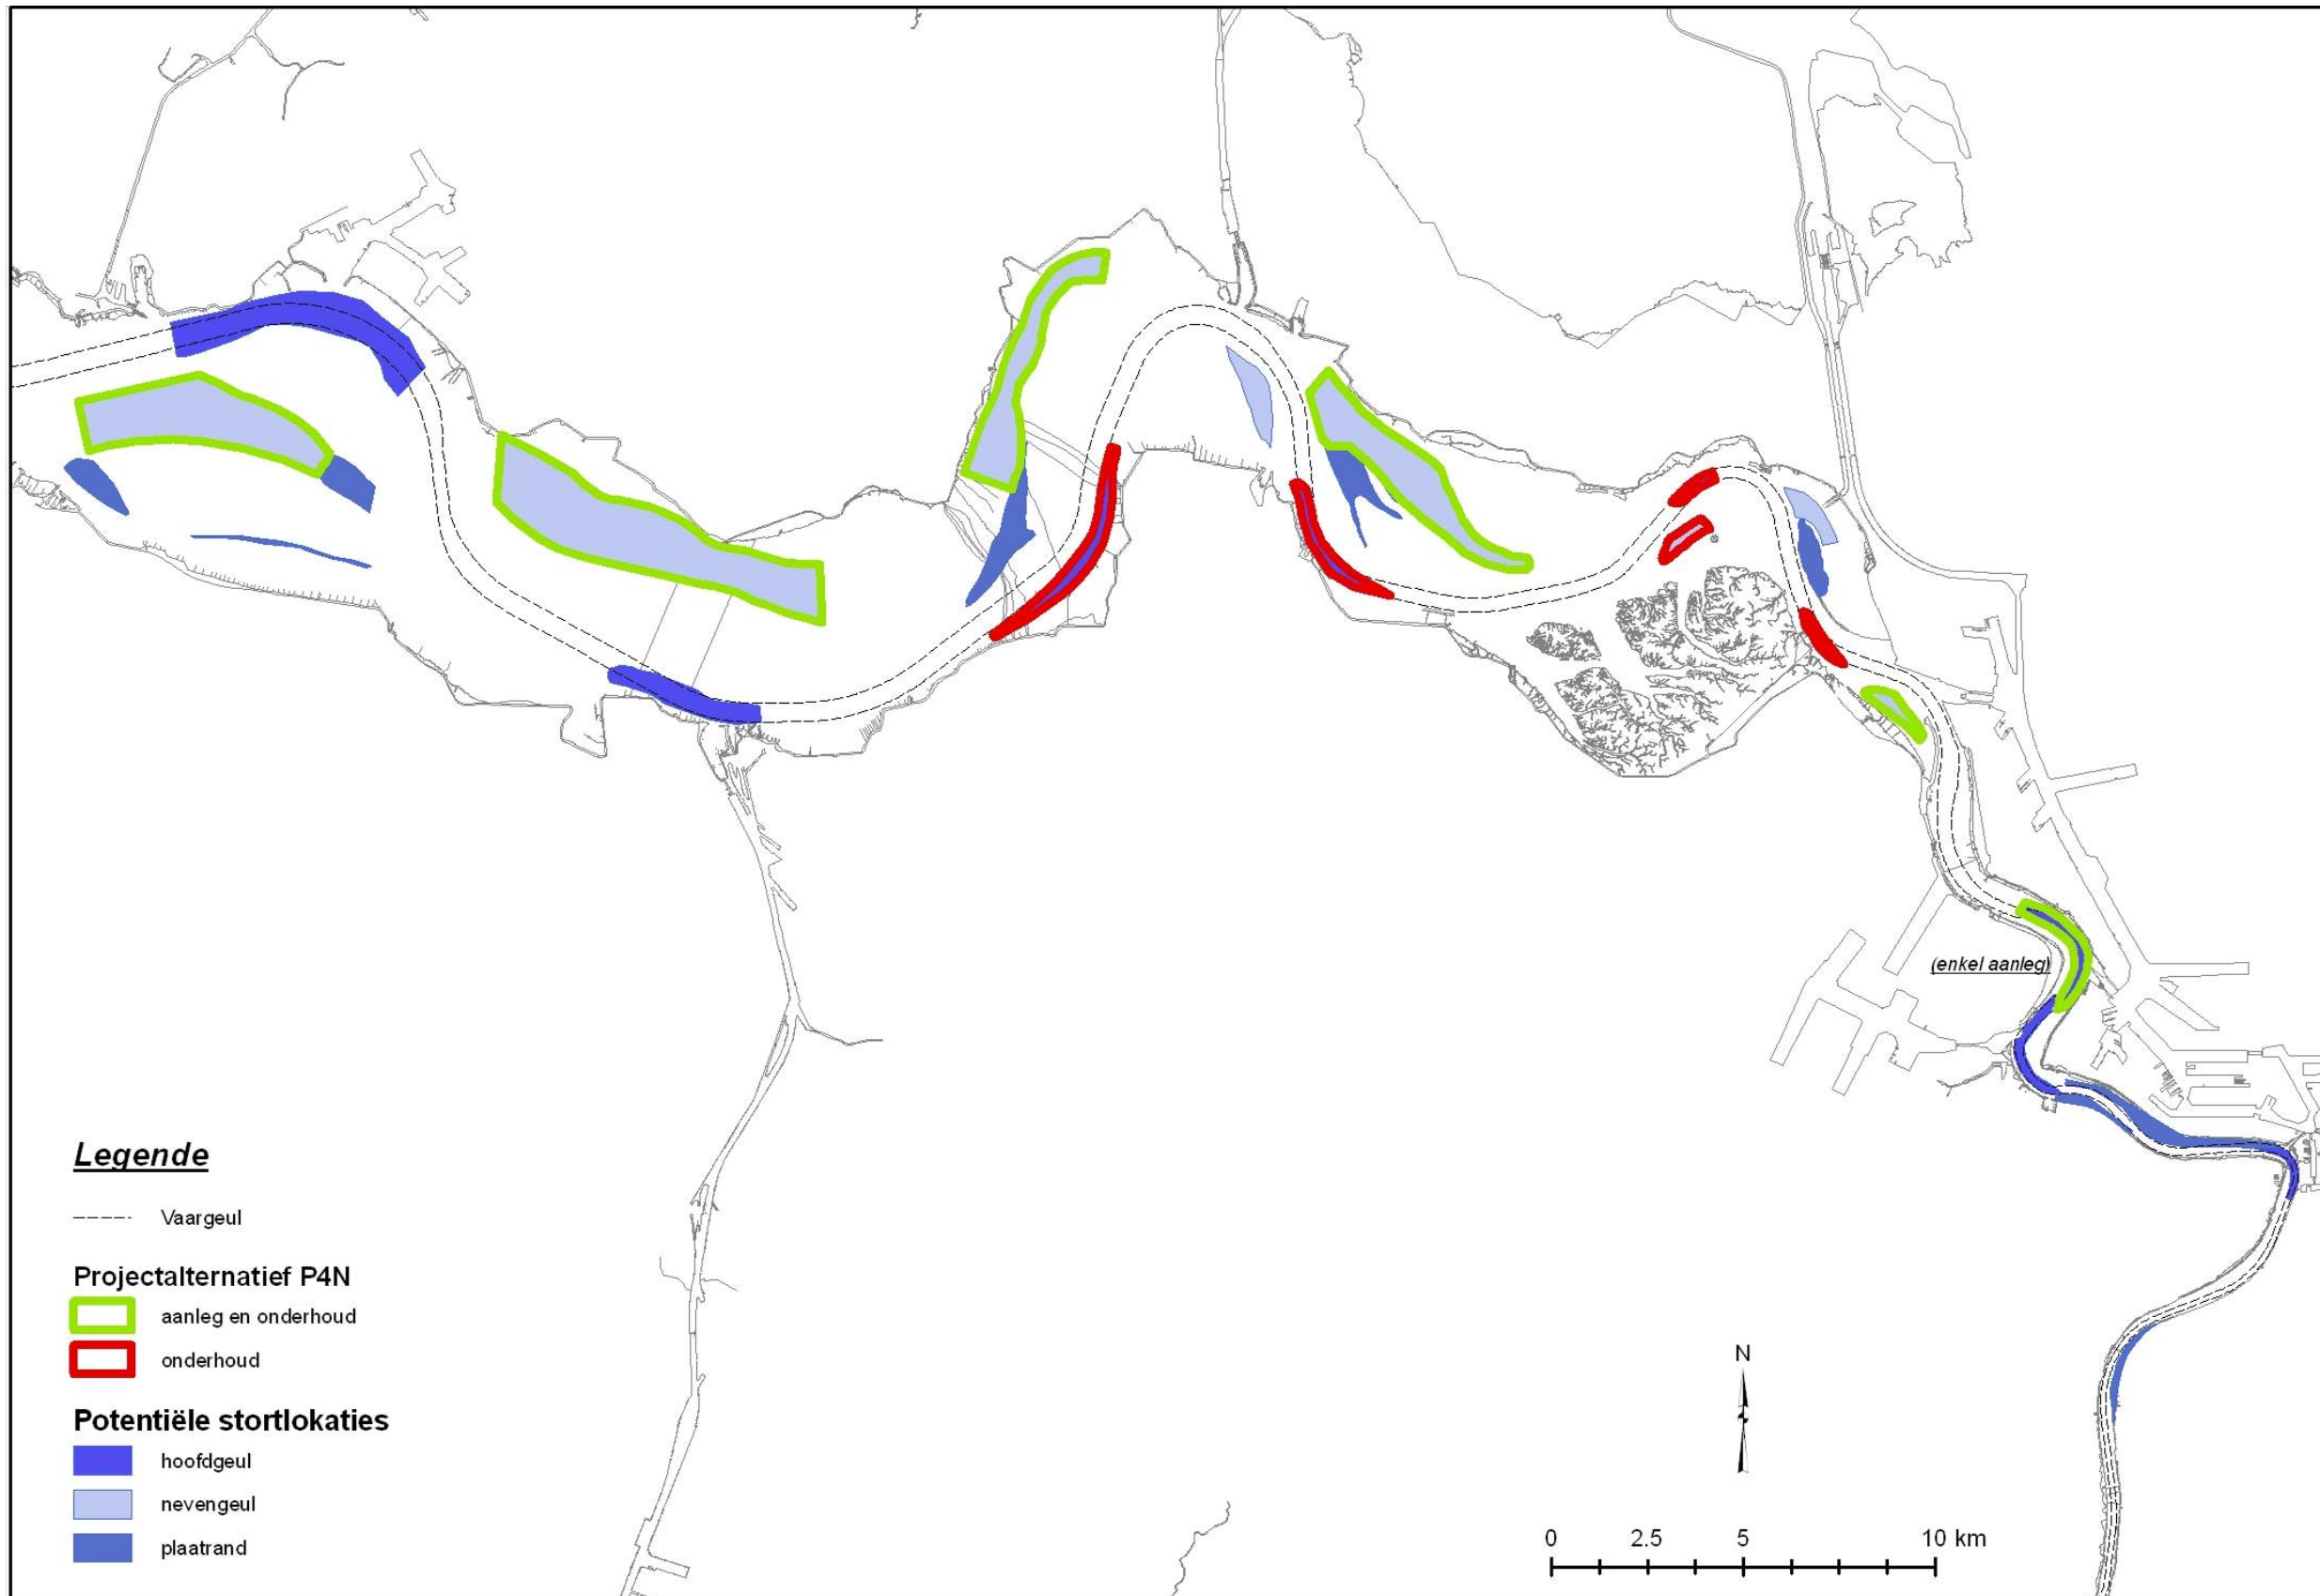 (enkel aanleg)
Legende
Vaargeul
Projectalternatief P4N
aanleg en onderhoud
onderhoud
Potentiële stortlokaties
hoofdgeul
nevengeul
plaatrand
N
0 2.5 5 10 km